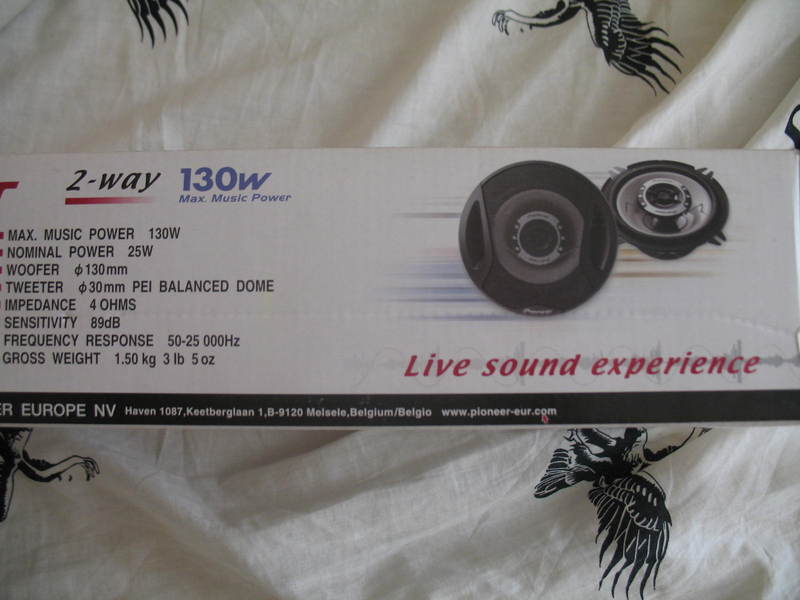 2-way 130w
Max. Music Power
MAX. MUSIC POWER 130W
NOMINAL POWER 25W
WOOFER φ130mm
TWEETER φ30mm PEI BALANCED DOME
IMPEDANCE 4 OHMS
SENSITIVITY 89dB
FREQUENCY RESPONSE 50-25 000Hz
GROSS WEIGHT 1.50 kg 3 lb 5 oz
Pioneer
Live sound experience
ER EUROPE NV Haven 1087,Keetberglaan 1,B-9120 Melsele,Belgium/Belgio www.pioneer-eur.com